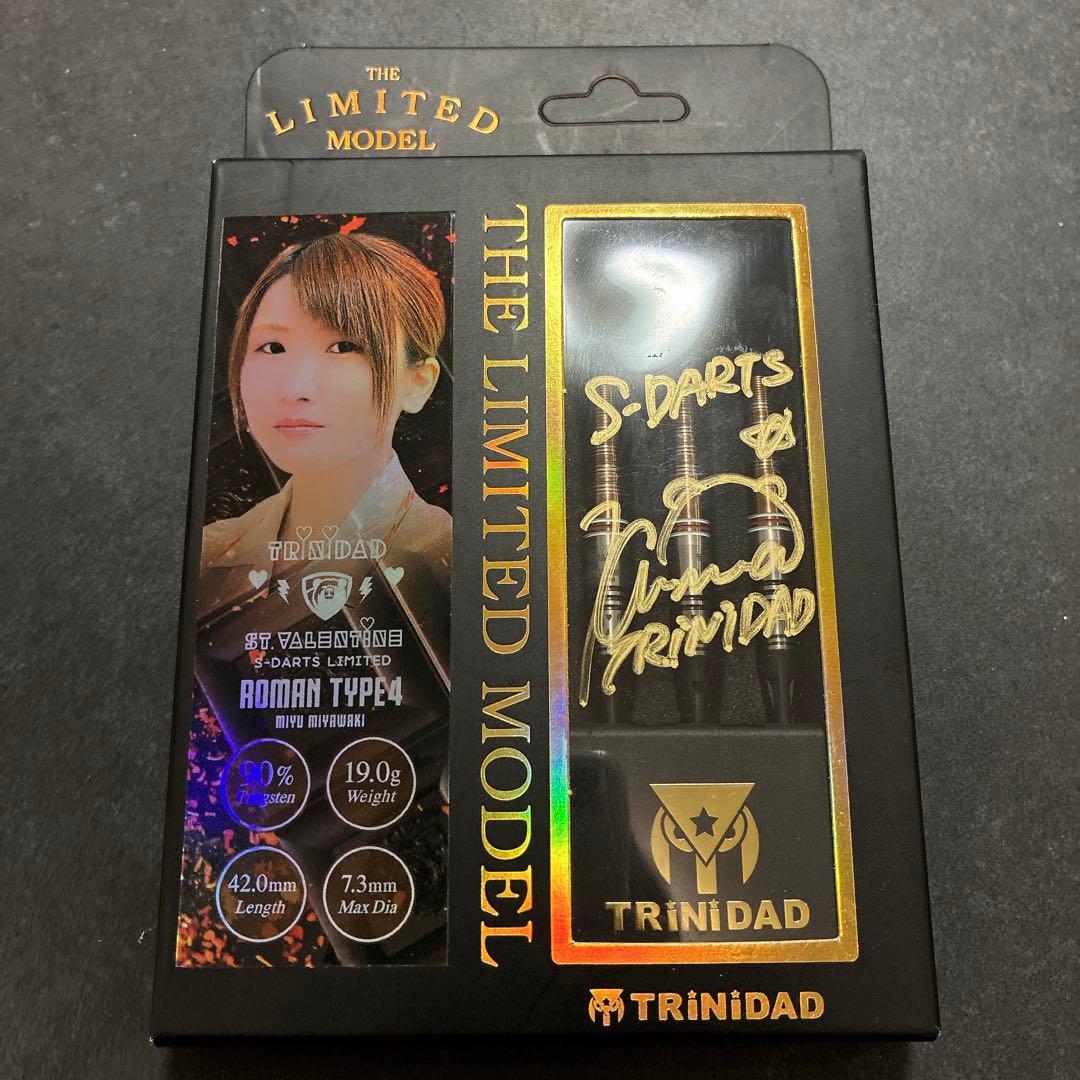 THE
LIMITED
MODEL
TRiNiDAD
ST. VALENTiNE
S-DARTS LIMITED
ROMAN TYPE4
MIYU MIYAWAKI
90%
Tungsten
19.0g
Weight
42.0mm
Length
7.3mm
Max Dia
THE LIMITED MODEL
S-DARTS
TRiNiDAD
TRiNiDAD
TRiNiDAD